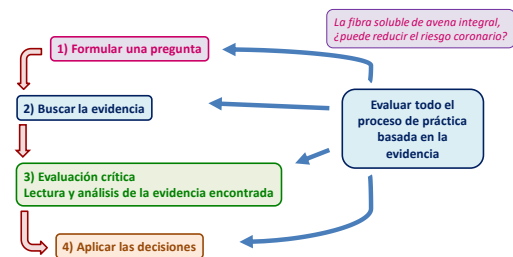 La fibra soluble de avena integral,
¿puede reducir el riesgo coronario?
1) Formular una pregunta
2) Buscar la evidencia
Evaluar todo el
proceso de práctica
basada en la
evidencia
3) Evaluación crítica
Lectura y análisis de la evidencia encontrada
4) Aplicar las decisiones